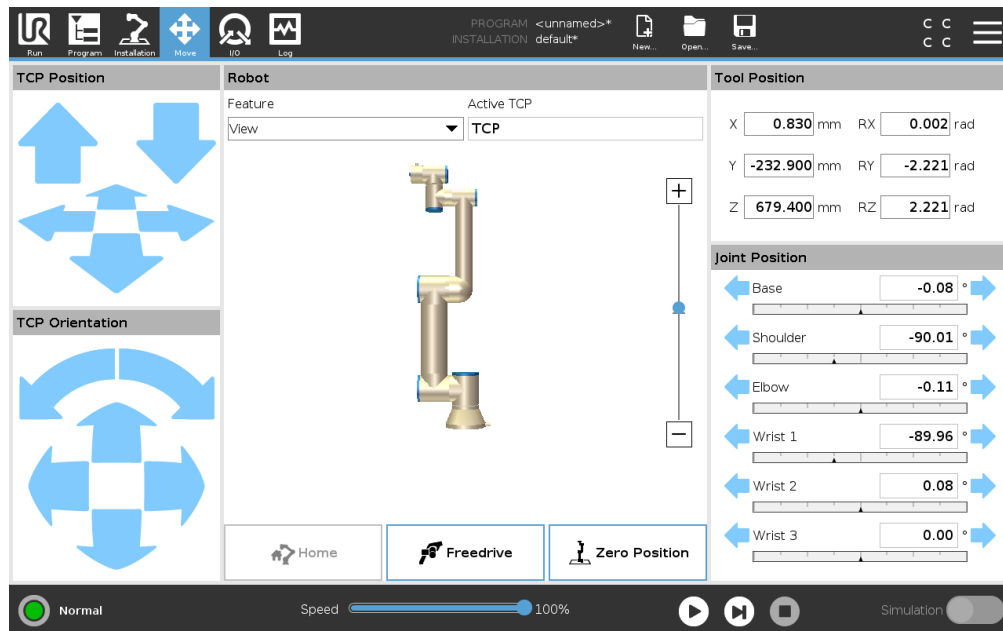 UR
PROGRAM <unnamed>*
INSTALLATION default*
Run Program Installation Move I/O Log New... Open... Save...
C C
C C
TCP Position
Robot
Tool Position
Feature Active TCP
View TCP
X 0.830 mm RX 0.002 rad
Y -232.900 mm RY -2.221 rad
Z 679.400 mm RZ 2.221 rad
Joint Position
Base -0.08 °
Shoulder -90.01 °
Elbow -0.11 °
Wrist 1 -89.96 °
Wrist 2 0.08 °
Wrist 3 0.00 °
TCP Orientation
Home Freedrive Zero Position
Normal Speed 100% Simulation